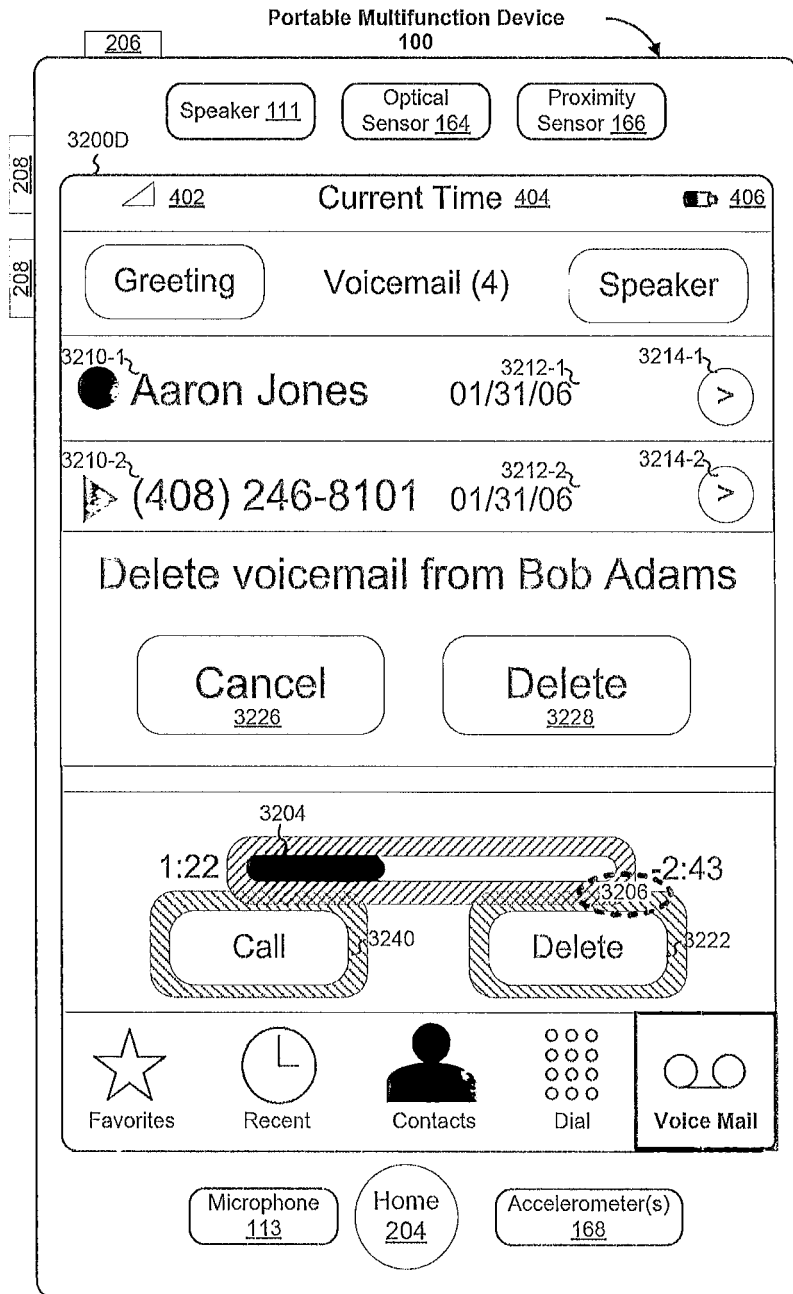 Portable Multifunction Device
100
206
Speaker 111
Optical
Sensor 164
Proximity
Sensor 166
3200D
208
208
402
Current Time 404
406
Greeting
Voicemail (4)
Speaker
3210-1
Aaron Jones
3212-1
01/31/06
3214-1
>
3210-2
(408) 246-8101
3212-2
01/31/06
3214-2
>
Delete voicemail from Bob Adams
Cancel
3226
Delete
3228
3204
1:22
-2:43
3206
Call
3240
Delete
3222
Favorites
Recent
Contacts
Dial
Voice Mail
Microphone
113
Home
204
Accelerometer(s)
168